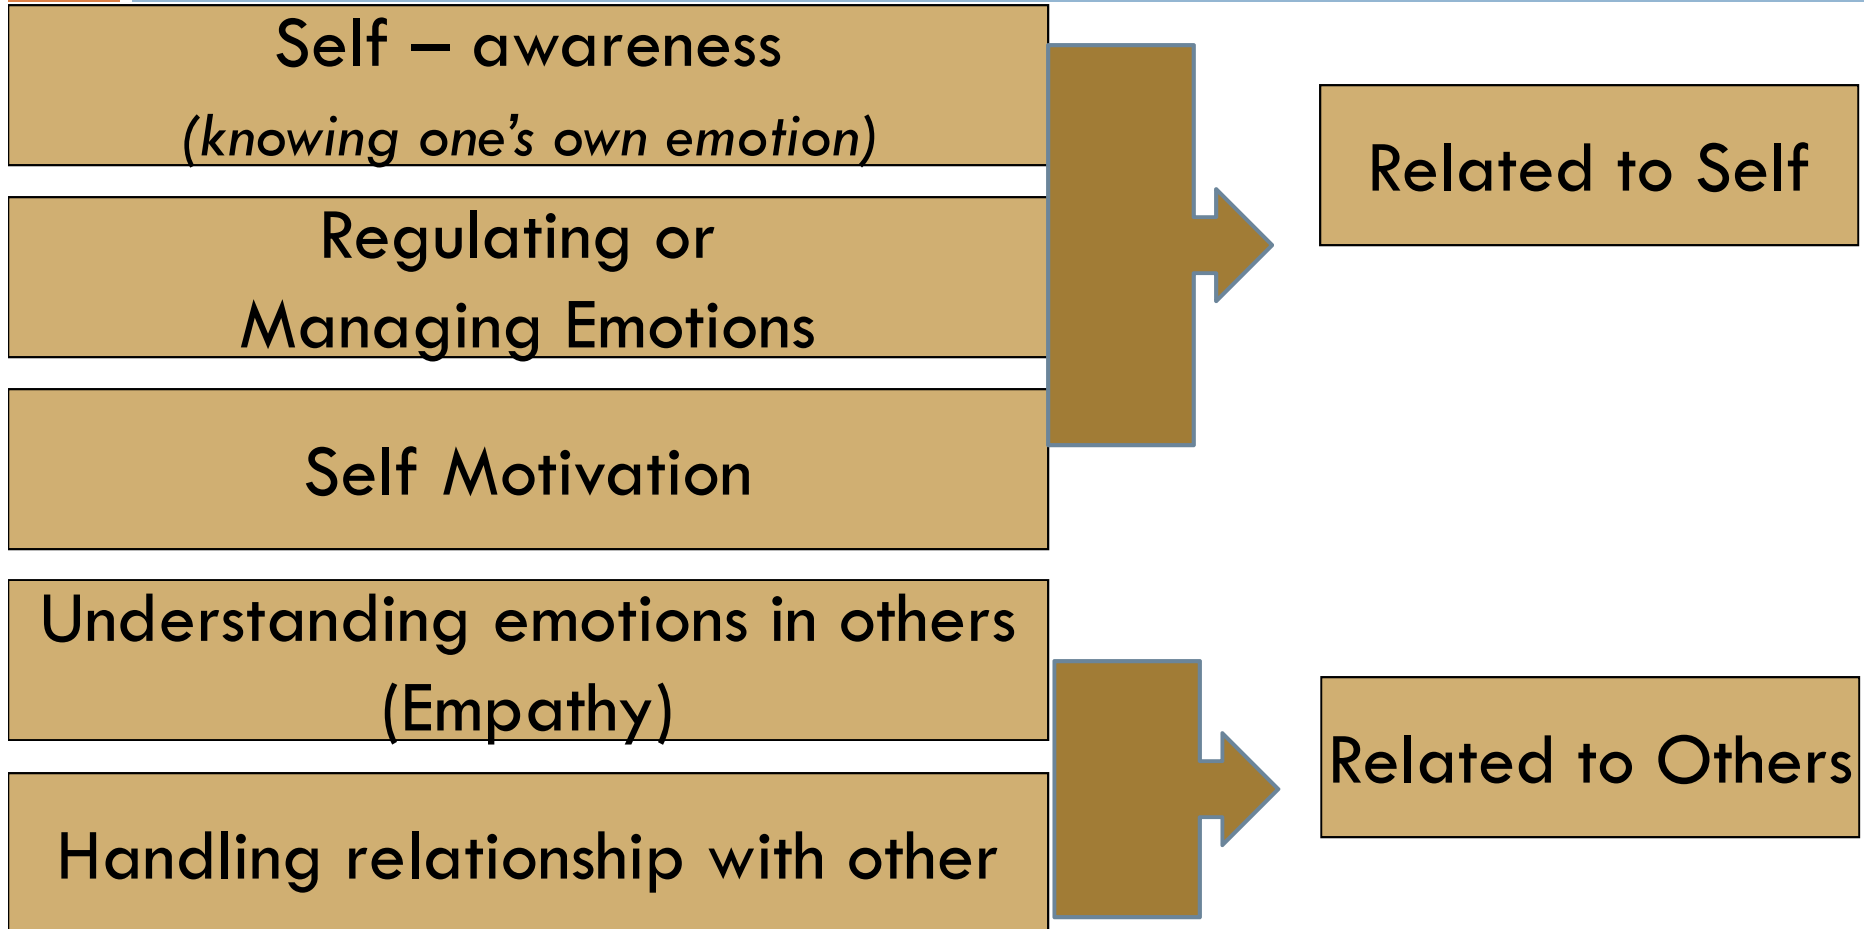 Self – awareness
(knowing one’s own emotion)
Regulating or
Managing Emotions
Self Motivation
Related to Self
Understanding emotions in others
(Empathy)
Handling relationship with other
Related to Others